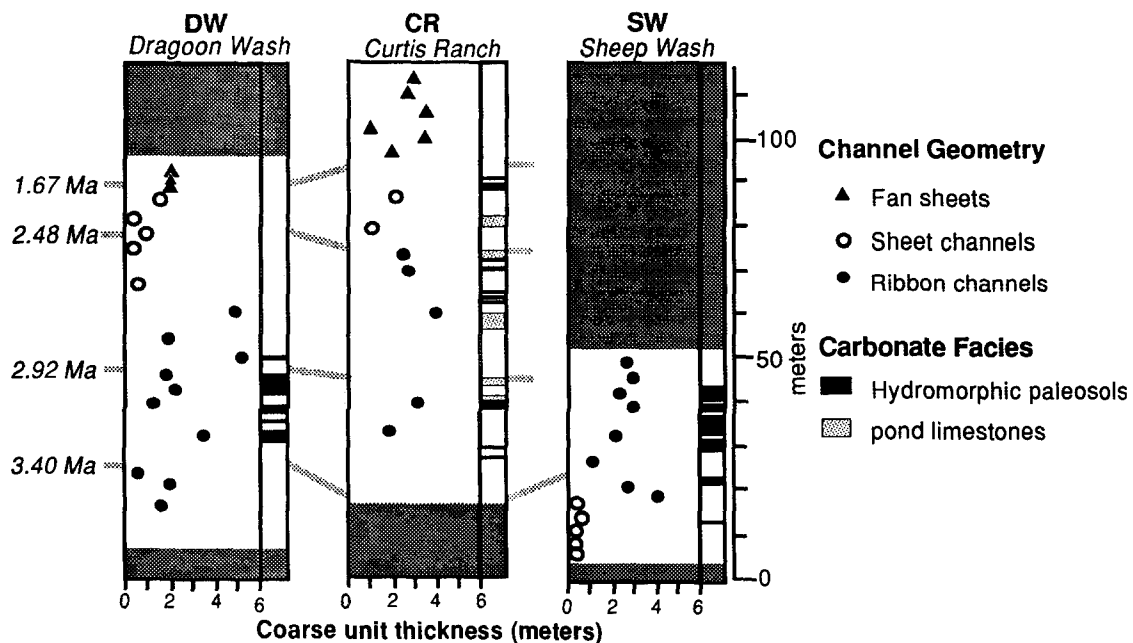 DW
Dragoon Wash
CR
Curtis Ranch
SW
Sheep Wash
1.67 Ma
2.48 Ma
2.92 Ma
3.40 Ma
100
50
0
meters
0 2 4 6
0 2 4 6
0 2 4 6
Coarse unit thickness (meters)
Channel Geometry
Fan sheets
Sheet channels
Ribbon channels
Carbonate Facies
Hydromorphic paleosols
pond limestones